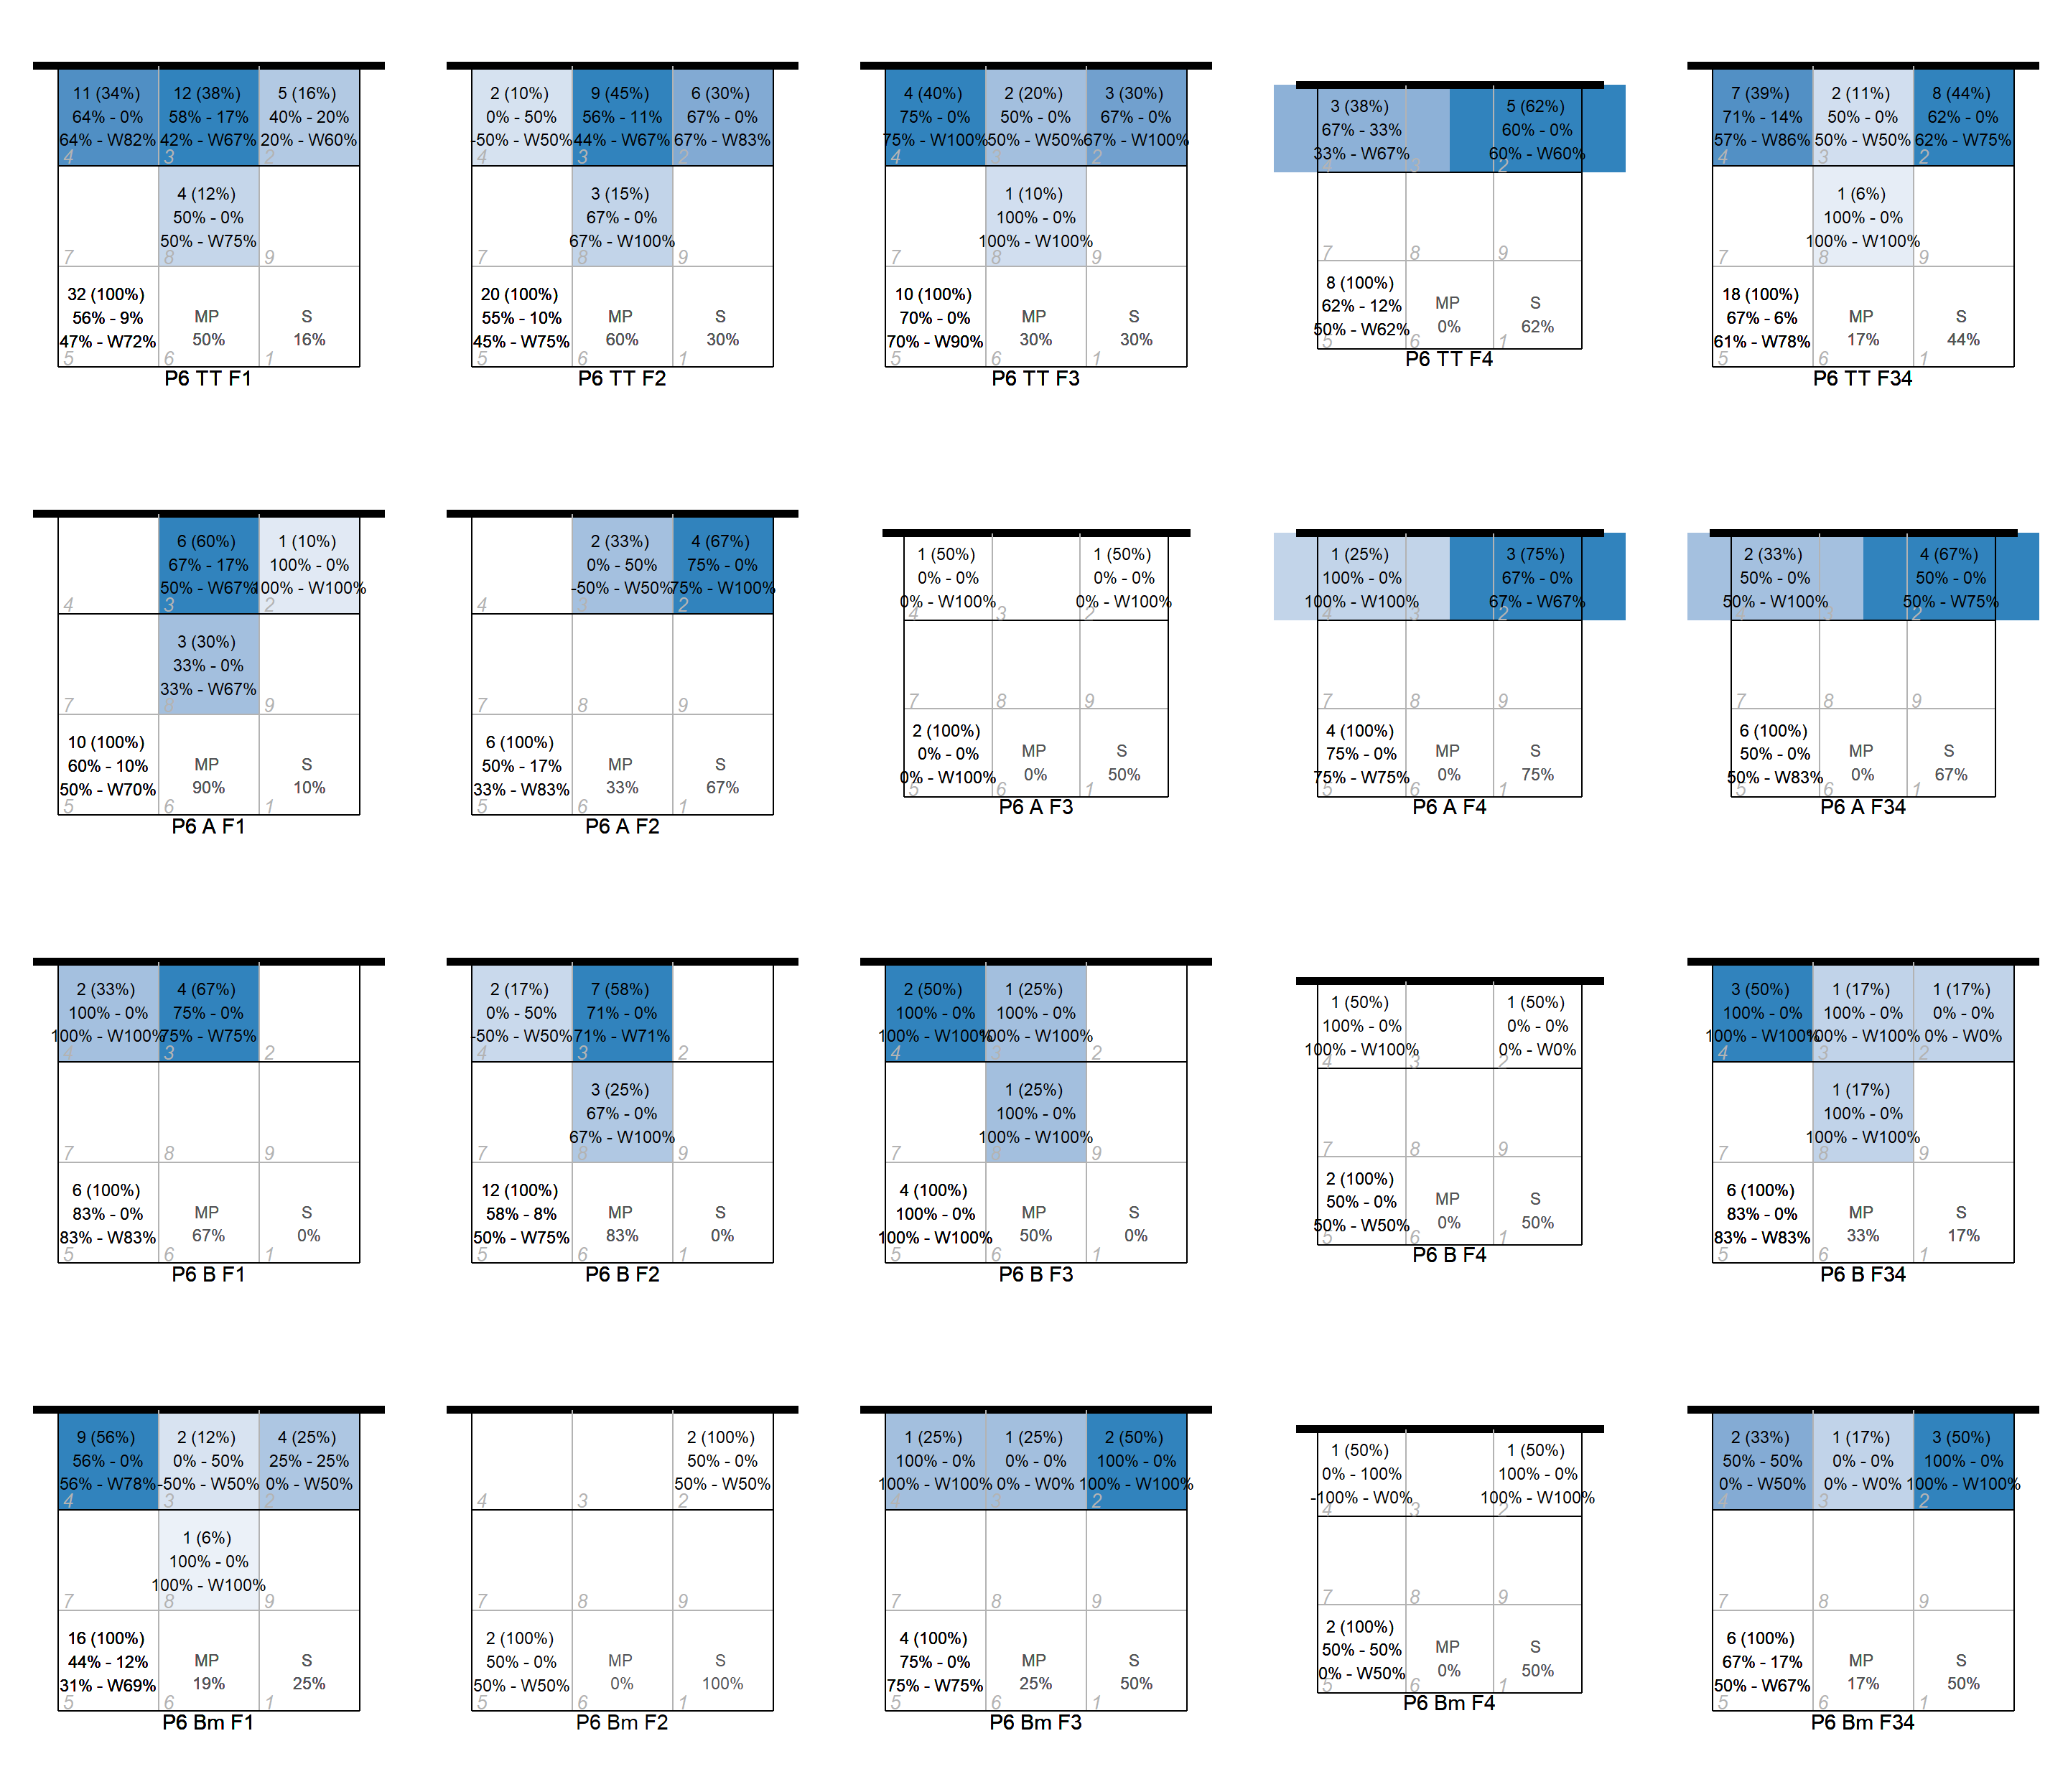 11 (34%)
64% - 0%
64% - W82%
4
12 (38%)
58% - 17%
42% - W67%
3
5 (16%)
40% - 20%
20% - W60%
2
7
4 (12%)
50% - 0%
50% - W75%
8
9
32 (100%)
56% - 9%
47% - W72%
5
MP
50%
6
S
16%
1
P6 TT F1
2 (10%)
0% - 50%
-50% - W50%
4
9 (45%)
56% - 11%
44% - W67%
3
6 (30%)
67% - 0%
67% - W83%
2
7
3 (15%)
67% - 0%
67% - W100%
8
9
20 (100%)
55% - 10%
45% - W75%
5
MP
60%
6
S
30%
1
P6 TT F2
4 (40%)
75% - 0%
75% - W100%
4
2 (20%)
50% - 0%
50% - W50%
3
3 (30%)
67% - 0%
67% - W100%
2
7
1 (10%)
100% - 0%
100% - W100%
8
9
10 (100%)
70% - 0%
70% - W90%
5
MP
30%
6
S
30%
1
P6 TT F3
3 (38%)
67% - 33%
33% - W67%
4
3
5 (62%)
60% - 0%
60% - W60%
2
7
8
9
8 (100%)
62% - 12%
50% - W62%
5
MP
0%
6
S
62%
1
P6 TT F4
7 (39%)
71% - 14%
57% - W86%
4
2 (11%)
50% - 0%
50% - W50%
3
8 (44%)
62% - 0%
62% - W75%
2
7
1 (6%)
100% - 0%
100% - W100%
8
9
18 (100%)
67% - 6%
61% - W78%
5
MP
17%
6
S
44%
1
P6 TT F34
4
6 (60%)
67% - 17%
50% - W67%
3
1 (10%)
100% - 0%
100% - W100%
2
7
3 (30%)
33% - 0%
33% - W67%
8
9
10 (100%)
60% - 10%
50% - W70%
5
MP
90%
6
S
10%
1
P6 A F1
4
2 (33%)
0% - 50%
-50% - W50%
3
4 (67%)
75% - 0%
75% - W100%
2
7
8
9
6 (100%)
50% - 17%
33% - W83%
5
MP
33%
6
S
67%
1
P6 A F2
1 (50%)
0% - 0%
0% - W100%
4
3
1 (50%)
0% - 0%
0% - W100%
2
7
8
9
2 (100%)
0% - 0%
0% - W100%
5
MP
0%
6
S
50%
1
P6 A F3
1 (25%)
100% - 0%
100% - W100%
4
3
3 (75%)
67% - 0%
67% - W67%
2
7
8
9
4 (100%)
75% - 0%
75% - W75%
5
MP
0%
6
S
75%
1
P6 A F4
2 (33%)
50% - 0%
50% - W100%
4
3
4 (67%)
50% - 0%
50% - W75%
2
7
8
9
6 (100%)
50% - 0%
50% - W83%
5
MP
0%
6
S
67%
1
P6 A F34
2 (33%)
100% - 0%
100% - W100%
4
4 (67%)
75% - 0%
75% - W75%
3
2
7
8
9
6 (100%)
83% - 0%
83% - W83%
5
MP
67%
6
S
0%
1
P6 B F1
2 (17%)
0% - 50%
-50% - W50%
4
7 (58%)
71% - 0%
71% - W71%
3
2
7
3 (25%)
67% - 0%
67% - W100%
8
9
12 (100%)
58% - 8%
50% - W75%
5
MP
83%
6
S
0%
1
P6 B F2
2 (50%)
100% - 0%
100% - W100%
4
1 (25%)
100% - 0%
100% - W100%
3
2
7
1 (25%)
100% - 0%
100% - W100%
8
9
4 (100%)
100% - 0%
100% - W100%
5
MP
50%
6
S
0%
1
P6 B F3
1 (50%)
100% - 0%
100% - W100%
4
3
1 (50%)
0% - 0%
0% - W0%
2
7
8
9
2 (100%)
50% - 0%
50% - W50%
5
MP
0%
6
S
50%
1
P6 B F4
3 (50%)
100% - 0%
100% - W100%
4
1 (17%)
100% - 0%
100% - W100%
3
1 (17%)
0% - 0%
0% - W0%
2
7
1 (17%)
100% - 0%
100% - W100%
8
9
6 (100%)
83% - 0%
83% - W83%
5
MP
33%
6
S
17%
1
P6 B F34
9 (56%)
56% - 0%
56% - W78%
4
2 (12%)
0% - 50%
-50% - W50%
3
4 (25%)
25% - 25%
0% - W50%
2
7
1 (6%)
100% - 0%
100% - W100%
8
9
16 (100%)
44% - 12%
31% - W69%
5
MP
19%
6
S
25%
1
P6 Bm F1
4
3
2 (100%)
50% - 0%
50% - W50%
2
7
8
9
2 (100%)
50% - 0%
50% - W50%
5
MP
0%
6
S
100%
1
P6 Bm F2
1 (25%)
100% - 0%
100% - W100%
4
1 (25%)
0% - 0%
0% - W0%
3
2 (50%)
100% - 0%
100% - W100%
2
7
8
9
4 (100%)
75% - 0%
75% - W75%
5
MP
25%
6
S
50%
1
P6 Bm F3
1 (50%)
0% - 100%
-100% - W0%
4
3
1 (50%)
100% - 0%
100% - W100%
2
7
8
9
2 (100%)
50% - 50%
0% - W50%
5
MP
0%
6
S
50%
1
P6 Bm F4
2 (33%)
50% - 50%
0% - W50%
4
1 (17%)
0% - 0%
0% - W0%
3
3 (50%)
100% - 0%
100% - W100%
2
7
8
9
6 (100%)
67% - 17%
50% - W67%
5
MP
17%
6
S
50%
1
P6 Bm F34